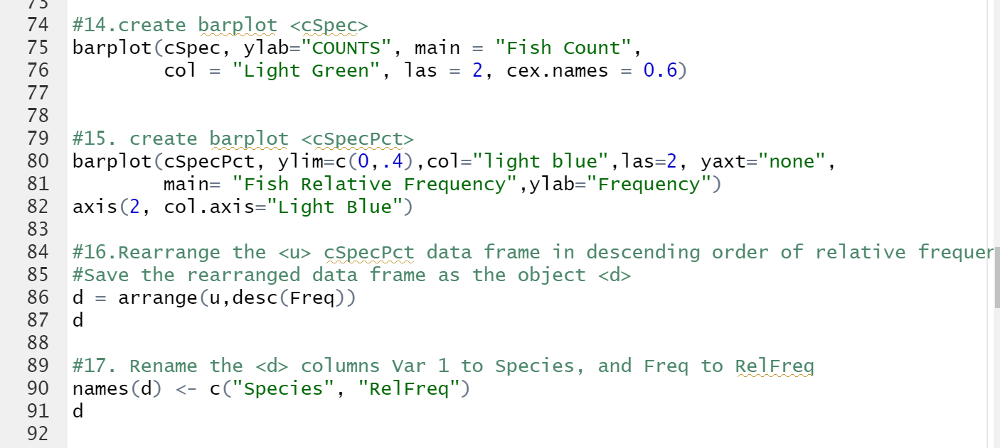 73
74 #14.create barplot <cSpec>
75 barplot(cSpec, ylab="COUNTS", main = "Fish Count",
76         col = "Light Green", las = 2, cex.names = 0.6)
77
78
79 #15. create barplot <cSpecPct>
80 barplot(cSpecPct, ylim=c(0,.4),col="light blue",las=2, yaxt="none",
81         main= "Fish Relative Frequency",ylab="Frequency")
82 axis(2, col.axis="Light Blue")
83
84 #16.Rearrange the <u> cSpecPct data frame in descending order of relative
85 #Save the rearranged data frame as the object <d>
86 d = arrange(u,desc(Freq))
87 d
88
89 #17. Rename the <d> columns Var 1 to Species, and Freq to RelFreq
90 names(d) <- c("Species", "RelFreq")
91 d
92